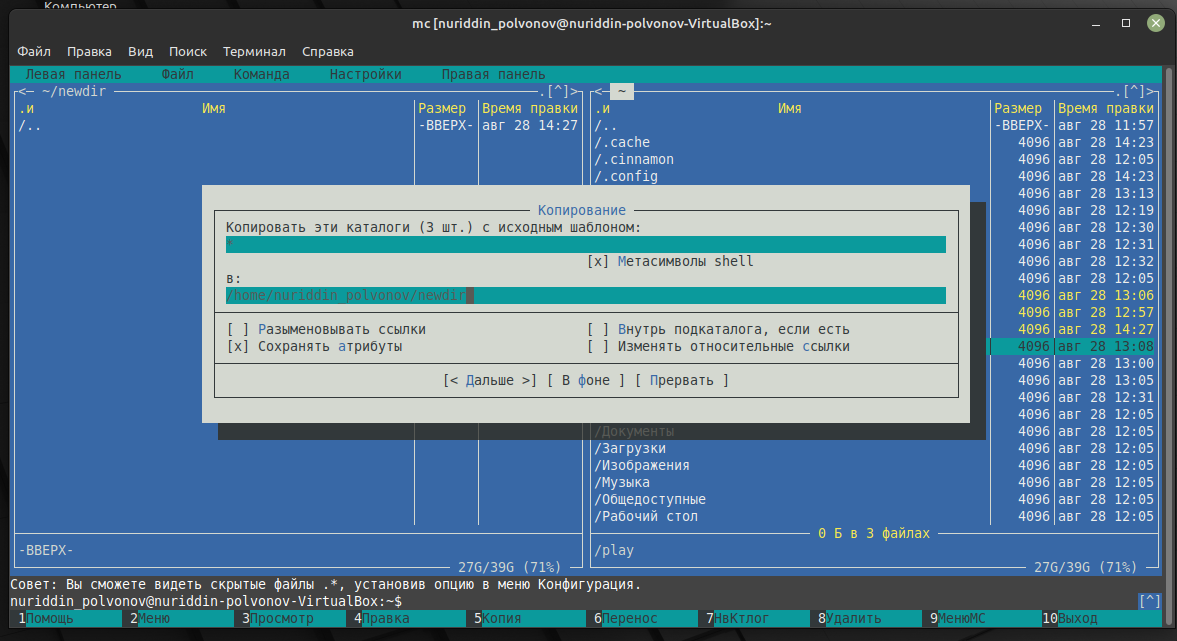 Компьютер
mc [nuriddin_polvonov@nuriddin-polvonov-VirtualBox]:~
Файл Правка Вид Поиск Терминал Справка
Левая панель Файл Команда Настройки Правая панель
<─ ~/newdir .[^]> <─ ~ .[^]>
.и Имя Размер Время правки .и Имя Размер Время правки
/.. -ВВЕРХ- авг 28 14:27 /.. -ВВЕРХ- авг 28 11:57
/.cache 4096 авг 28 14:23
/.cinnamon 4096 авг 28 12:05
/.config 4096 авг 28 14:23
4096 авг 28 13:13
Копирование 4096 авг 28 12:19
Копировать эти каталоги (3 шт.) с исходным шаблоном: 4096 авг 28 12:30
* 4096 авг 28 12:31
[x] Метасимволы shell 4096 авг 28 12:32
в: 4096 авг 28 12:05
/home/nuriddin_polvonov/newdir 4096 авг 28 13:06
4096 авг 28 12:57
[ ] Разыменовывать ссылки [ ] Внутрь подкаталога, если есть 4096 авг 28 14:27
[x] Сохранять атрибуты [ ] Изменять относительные ссылки 4096 авг 28 13:08
4096 авг 28 13:00
[< Дальше >] [ В фоне ] [ Прервать ] 4096 авг 28 13:05
4096 авг 28 12:31
4096 авг 28 12:05
/Документы 4096 авг 28 12:05
/Загрузки 4096 авг 28 12:05
/Изображения 4096 авг 28 12:05
/Музыка 4096 авг 28 12:05
/Общедоступные 4096 авг 28 12:05
/Рабочий стол 4096 авг 28 12:05
0 Б в 3 файлах
-ВВЕРХ- /play
27G/39G (71%) 27G/39G (71%)
Совет: Вы сможете видеть скрытые файлы .*, установив опцию в меню Конфигурация.
nuriddin_polvonov@nuriddin-polvonov-VirtualBox:~$ [^]
1Помощь 2Меню 3Просмотр 4Правка 5Копия 6Перенос 7НвКтлог 8Удалить 9МенюМС 10Выход